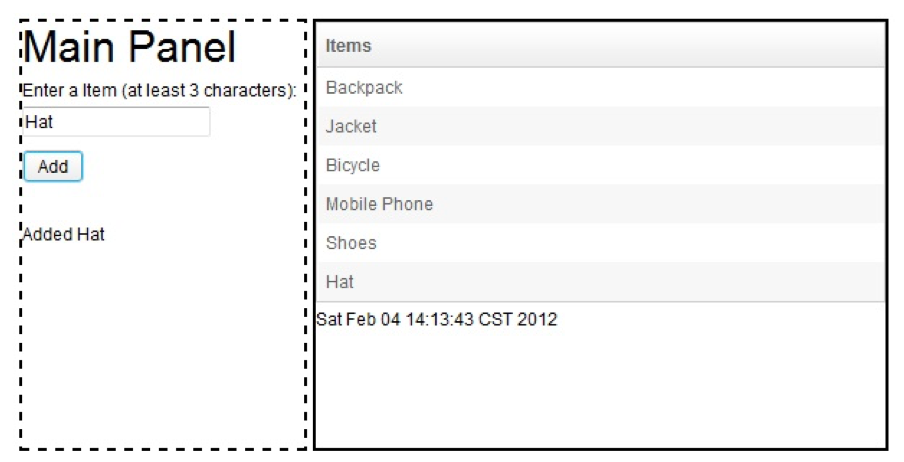 Main Panel
Enter a Item (at least 3 characters):
Hat
Add
Added Hat
Items
Backpack
Jacket
Bicycle
Mobile Phone
Shoes
Hat
Sat Feb 04 14:13:43 CST 2012